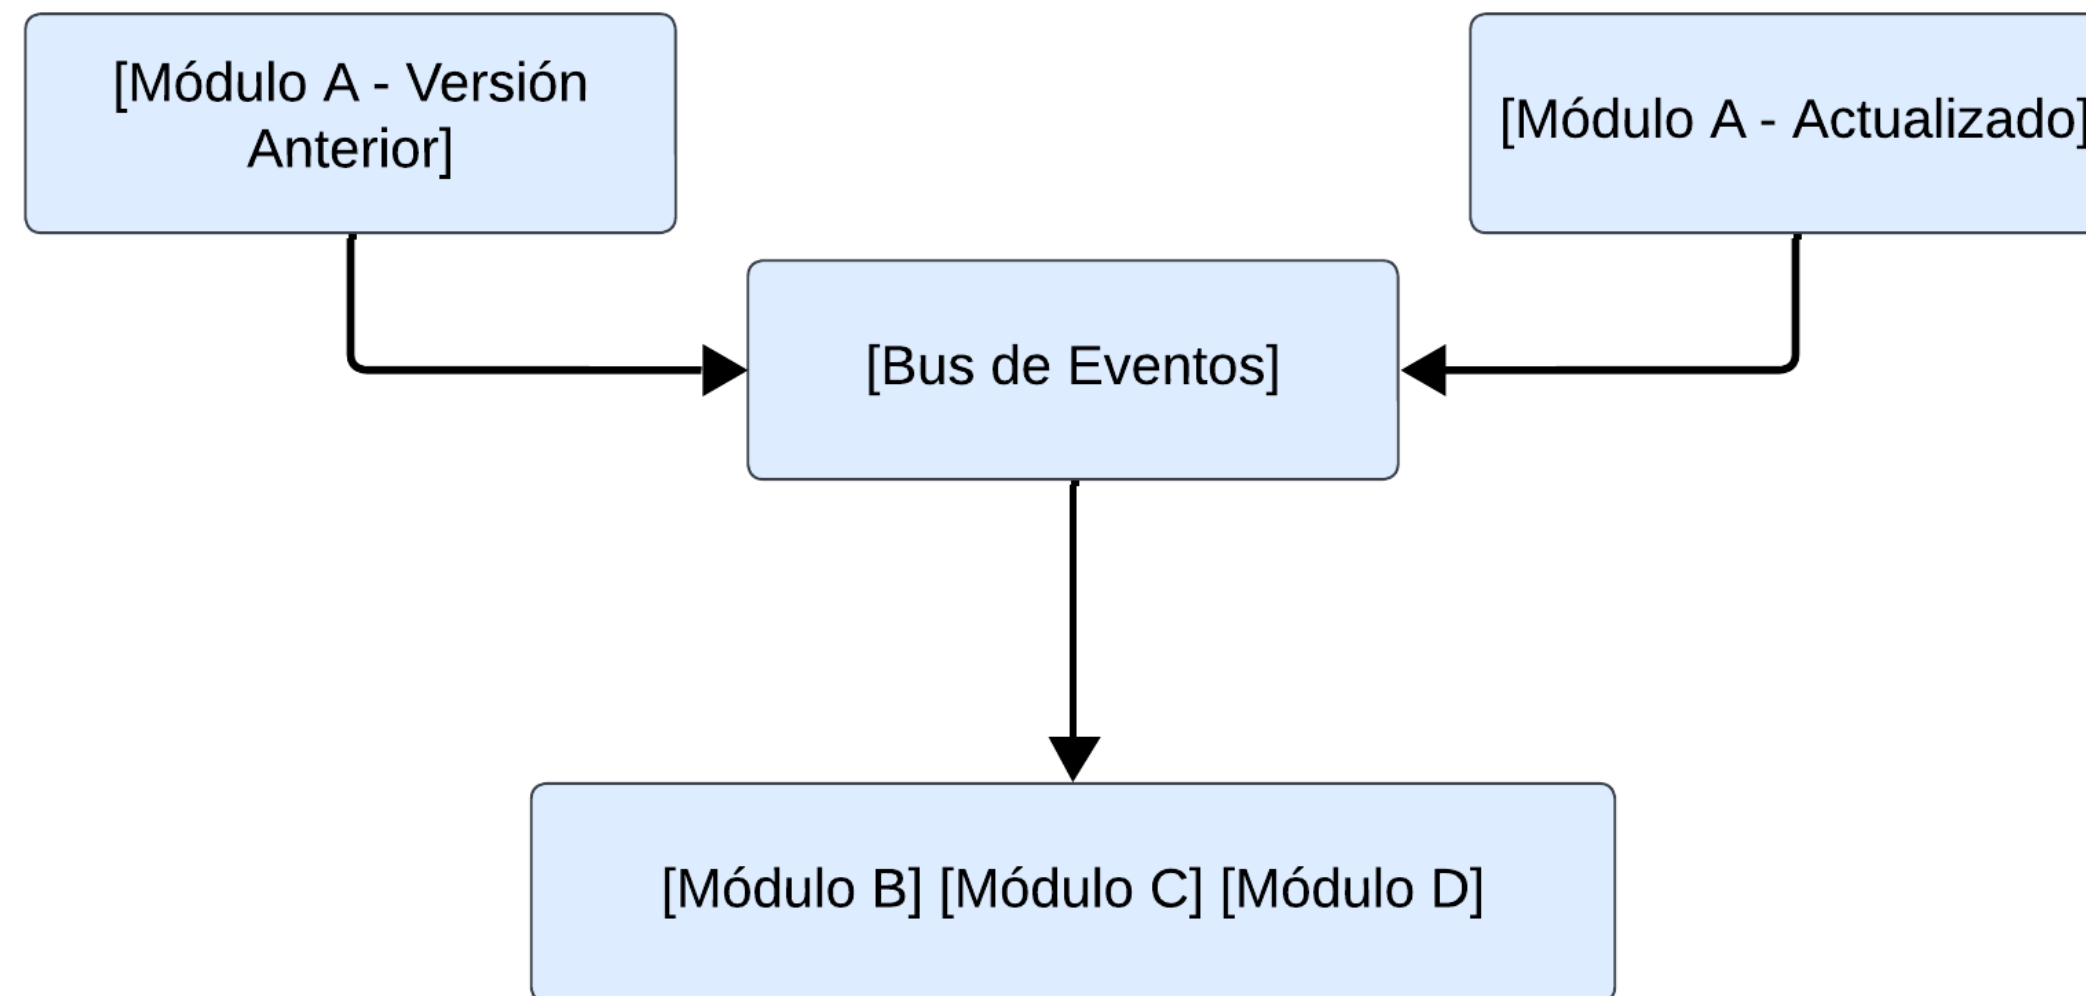 [Módulo A - Versión
Anterior]
[Módulo A - Actualizado]
[Bus de Eventos]
[Módulo B] [Módulo C] [Módulo D]